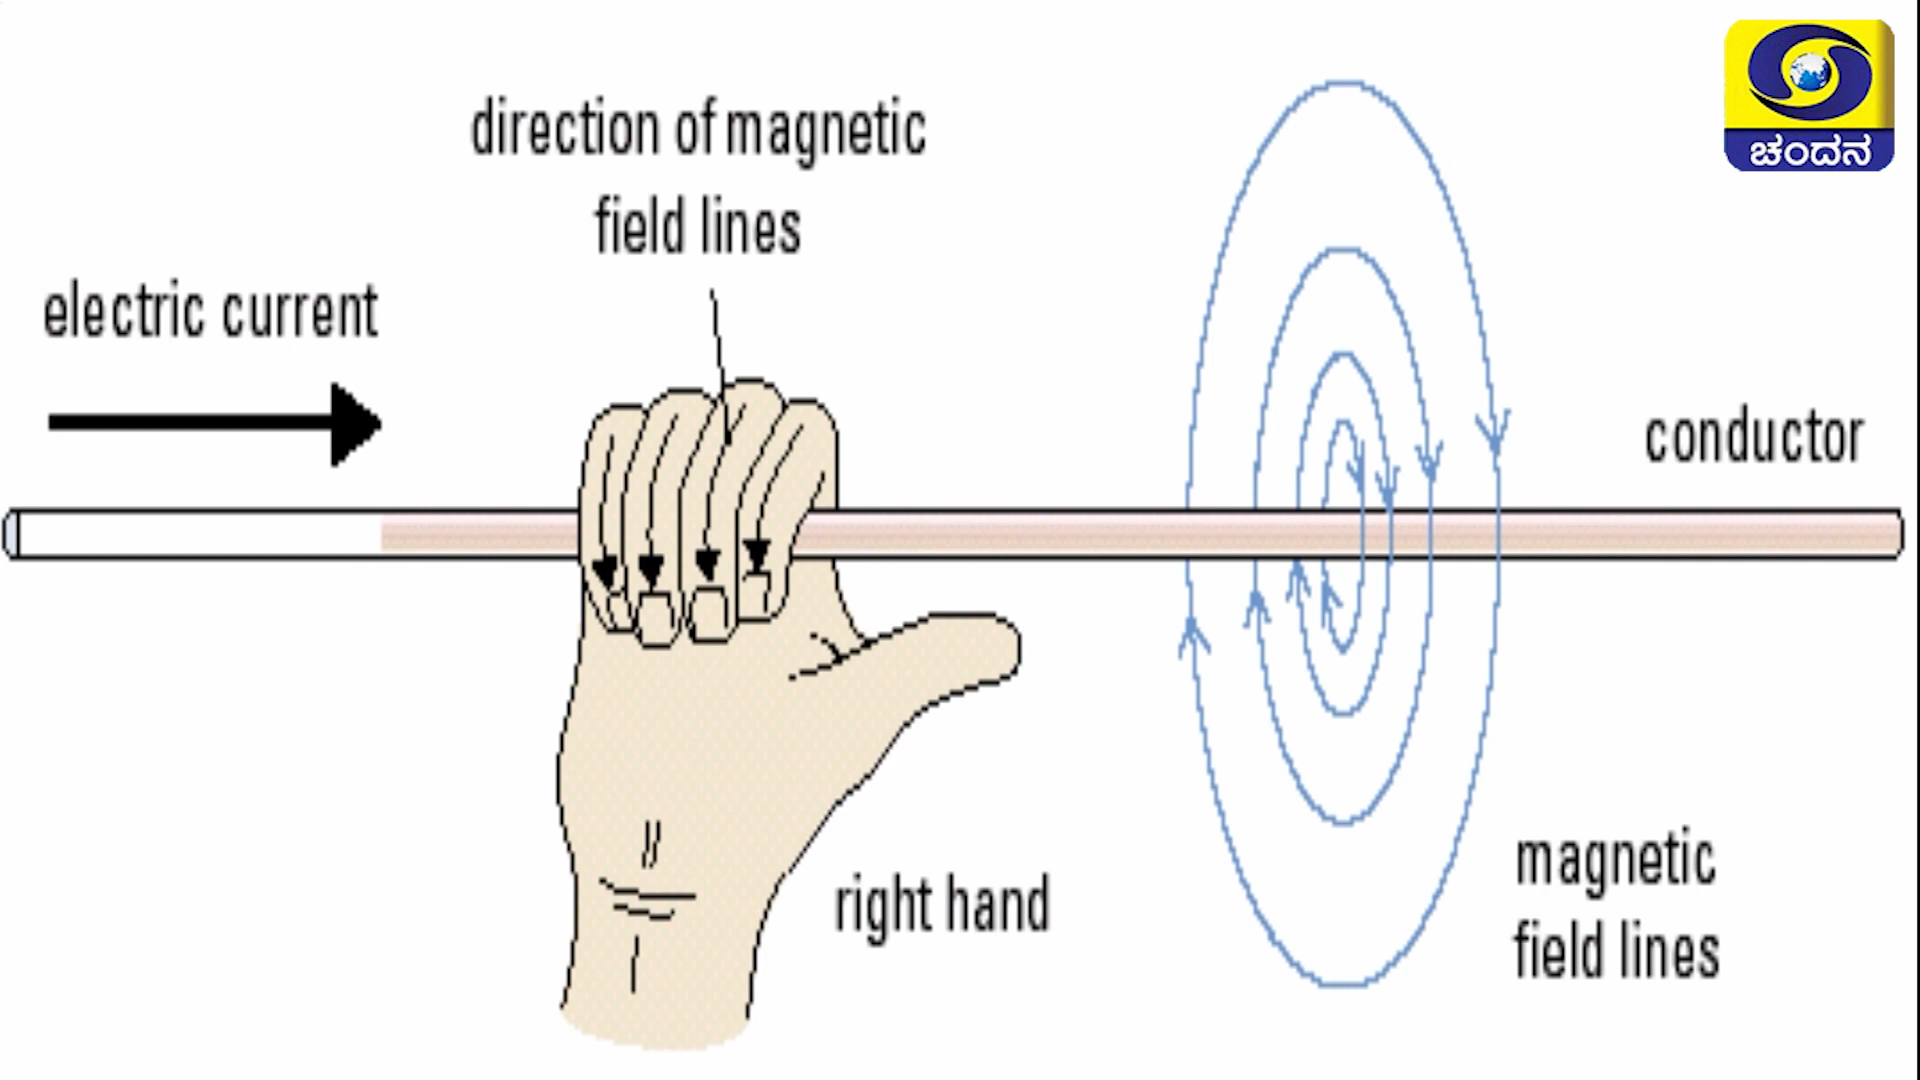 ಚಂದನ
direction of magnetic
field lines
electric current
conductor
right hand
magnetic
field lines